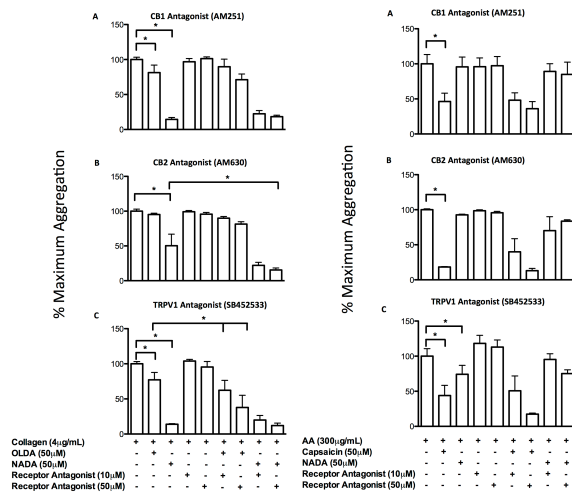 A
CB1 Antagonist (AM251)
*
*
150
100
50
0
B
CB2 Antagonist (AM630)
*
*
150
100
50
0
C
TRPV1 Antagonist (SB452533)
*
*
*
150
100
50
0
% Maximum Aggregation
Collagen (4µg/mL) + + + + + + + + +
OLDA (50µM) - + - - - + + - -
NADA (50µM) - - + - - - - + +
Receptor Antagonist (10µM) - - - + - + - + -
Receptor Antagonist (50µM) - - - - + - + - +
A
CB1 Antagonist (AM251)
*
150
100
50
0
B
CB2 Antagonist (AM630)
*
150
100
50
0
C
TRPV1 Antagonist (SB452533)
*
*
150
100
50
0
% Maximum Aggregation
AA (300µg/mL) + + + + + + + + +
Capsaicin (50µM) - + - - - + + - -
NADA (50µM) - - + - - - - + +
Receptor Antagonist (10µM) - - - + - + - + -
Receptor Antagonist (50µM) - - - - + - + - +